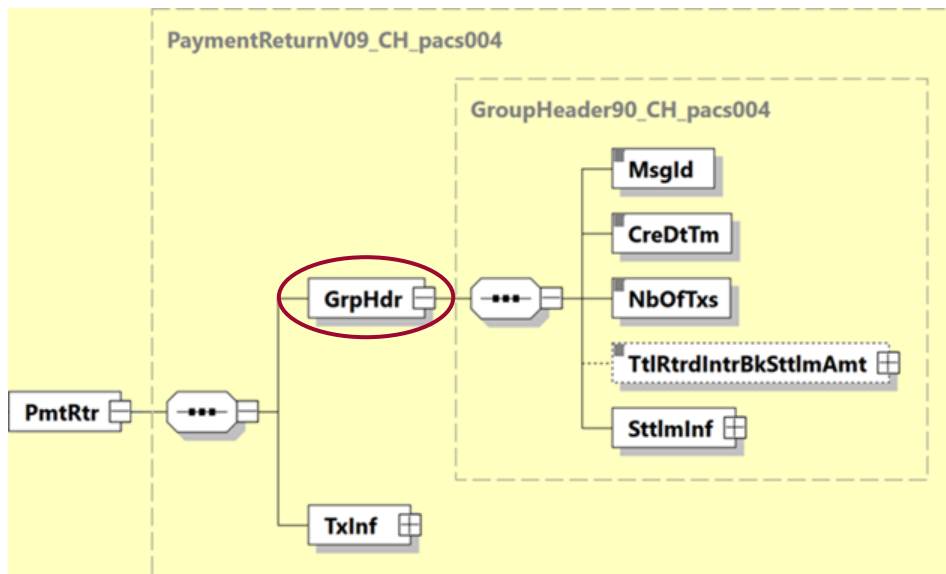 PaymentReturnV09_CH_pacs004
GroupHeader90_CH_pacs004
MsgId
CreDtTm
GrpHdr
NbOfTxs
TtlRtrdIntrBkSttlmAmt
PmtRtr
SttlmInf
TxInf